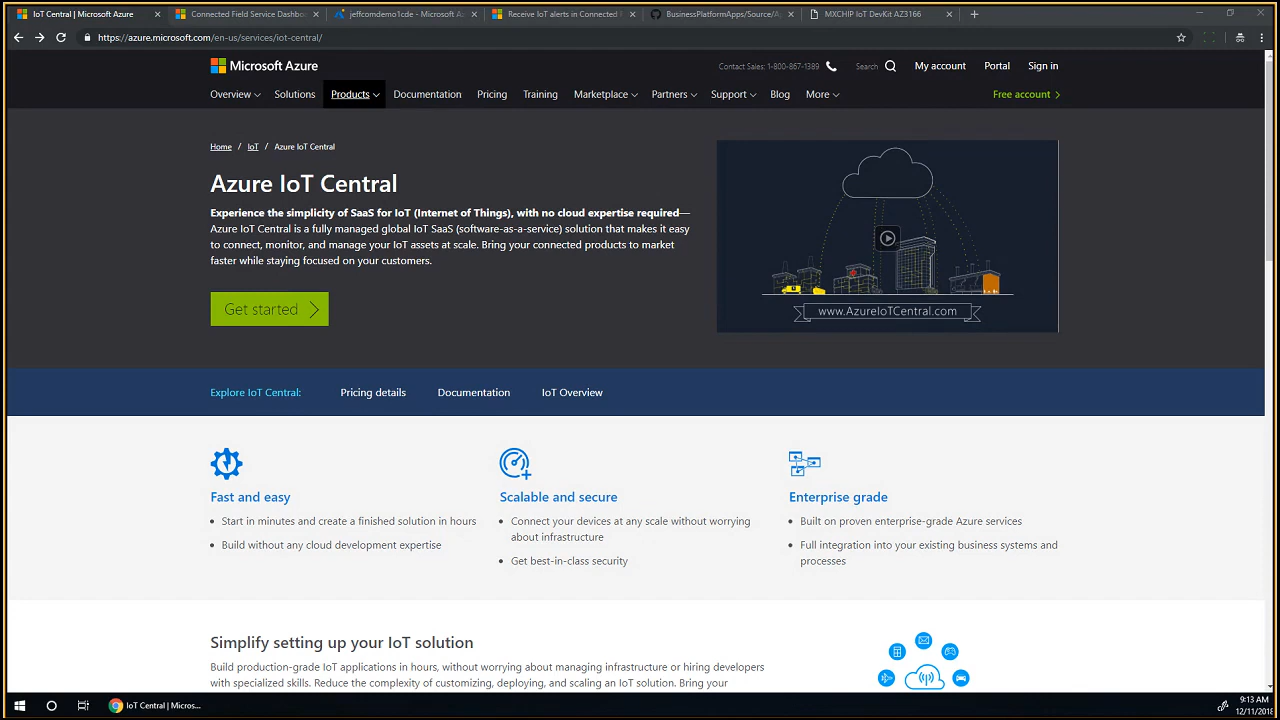 IoT Central | Microsoft Azure
Connected Field Service Dashbo
jeffcomdemo1cde - Microsoft A
Receive IoT alerts in Connected F
BusinessPlatformApps/Source/A
MXCHIP IoT DevKit AZ3166
https://azure.microsoft.com/en-us/services/iot-central/
Microsoft Azure
Contact Sales: 1-800-867-1389
Search
My account
Portal
Sign in
Overview
Solutions
Products
Documentation
Pricing
Training
Marketplace
Partners
Support
Blog
More
Free account
Home / IoT / Azure IoT Central
Azure IoT Central
Experience the simplicity of SaaS for IoT (Internet of Things), with no cloud expertise required—
Azure IoT Central is a fully managed global IoT SaaS (software-as-a-service) solution that makes it easy
to connect, monitor, and manage your IoT assets at scale. Bring your connected products to market
faster while staying focused on your customers.
Get started
www.AzureIoTCentral.com
Explore IoT Central:
Pricing details
Documentation
IoT Overview
Fast and easy
• Start in minutes and create a finished solution in hours
• Build without any cloud development expertise
Scalable and secure
• Connect your devices at any scale without worrying
about infrastructure
• Get best-in-class security
Enterprise grade
• Built on proven enterprise-grade Azure services
• Full integration into your existing business systems and
processes
Simplify setting up your IoT solution
Build production-grade IoT applications in hours, without worrying about managing infrastructure or hiring developers
with specialized skills. Reduce the complexity of customizing, deploying, and scaling an IoT solution. Bring your
IoT Central | Micros...
9:13 AM
12/11/2018